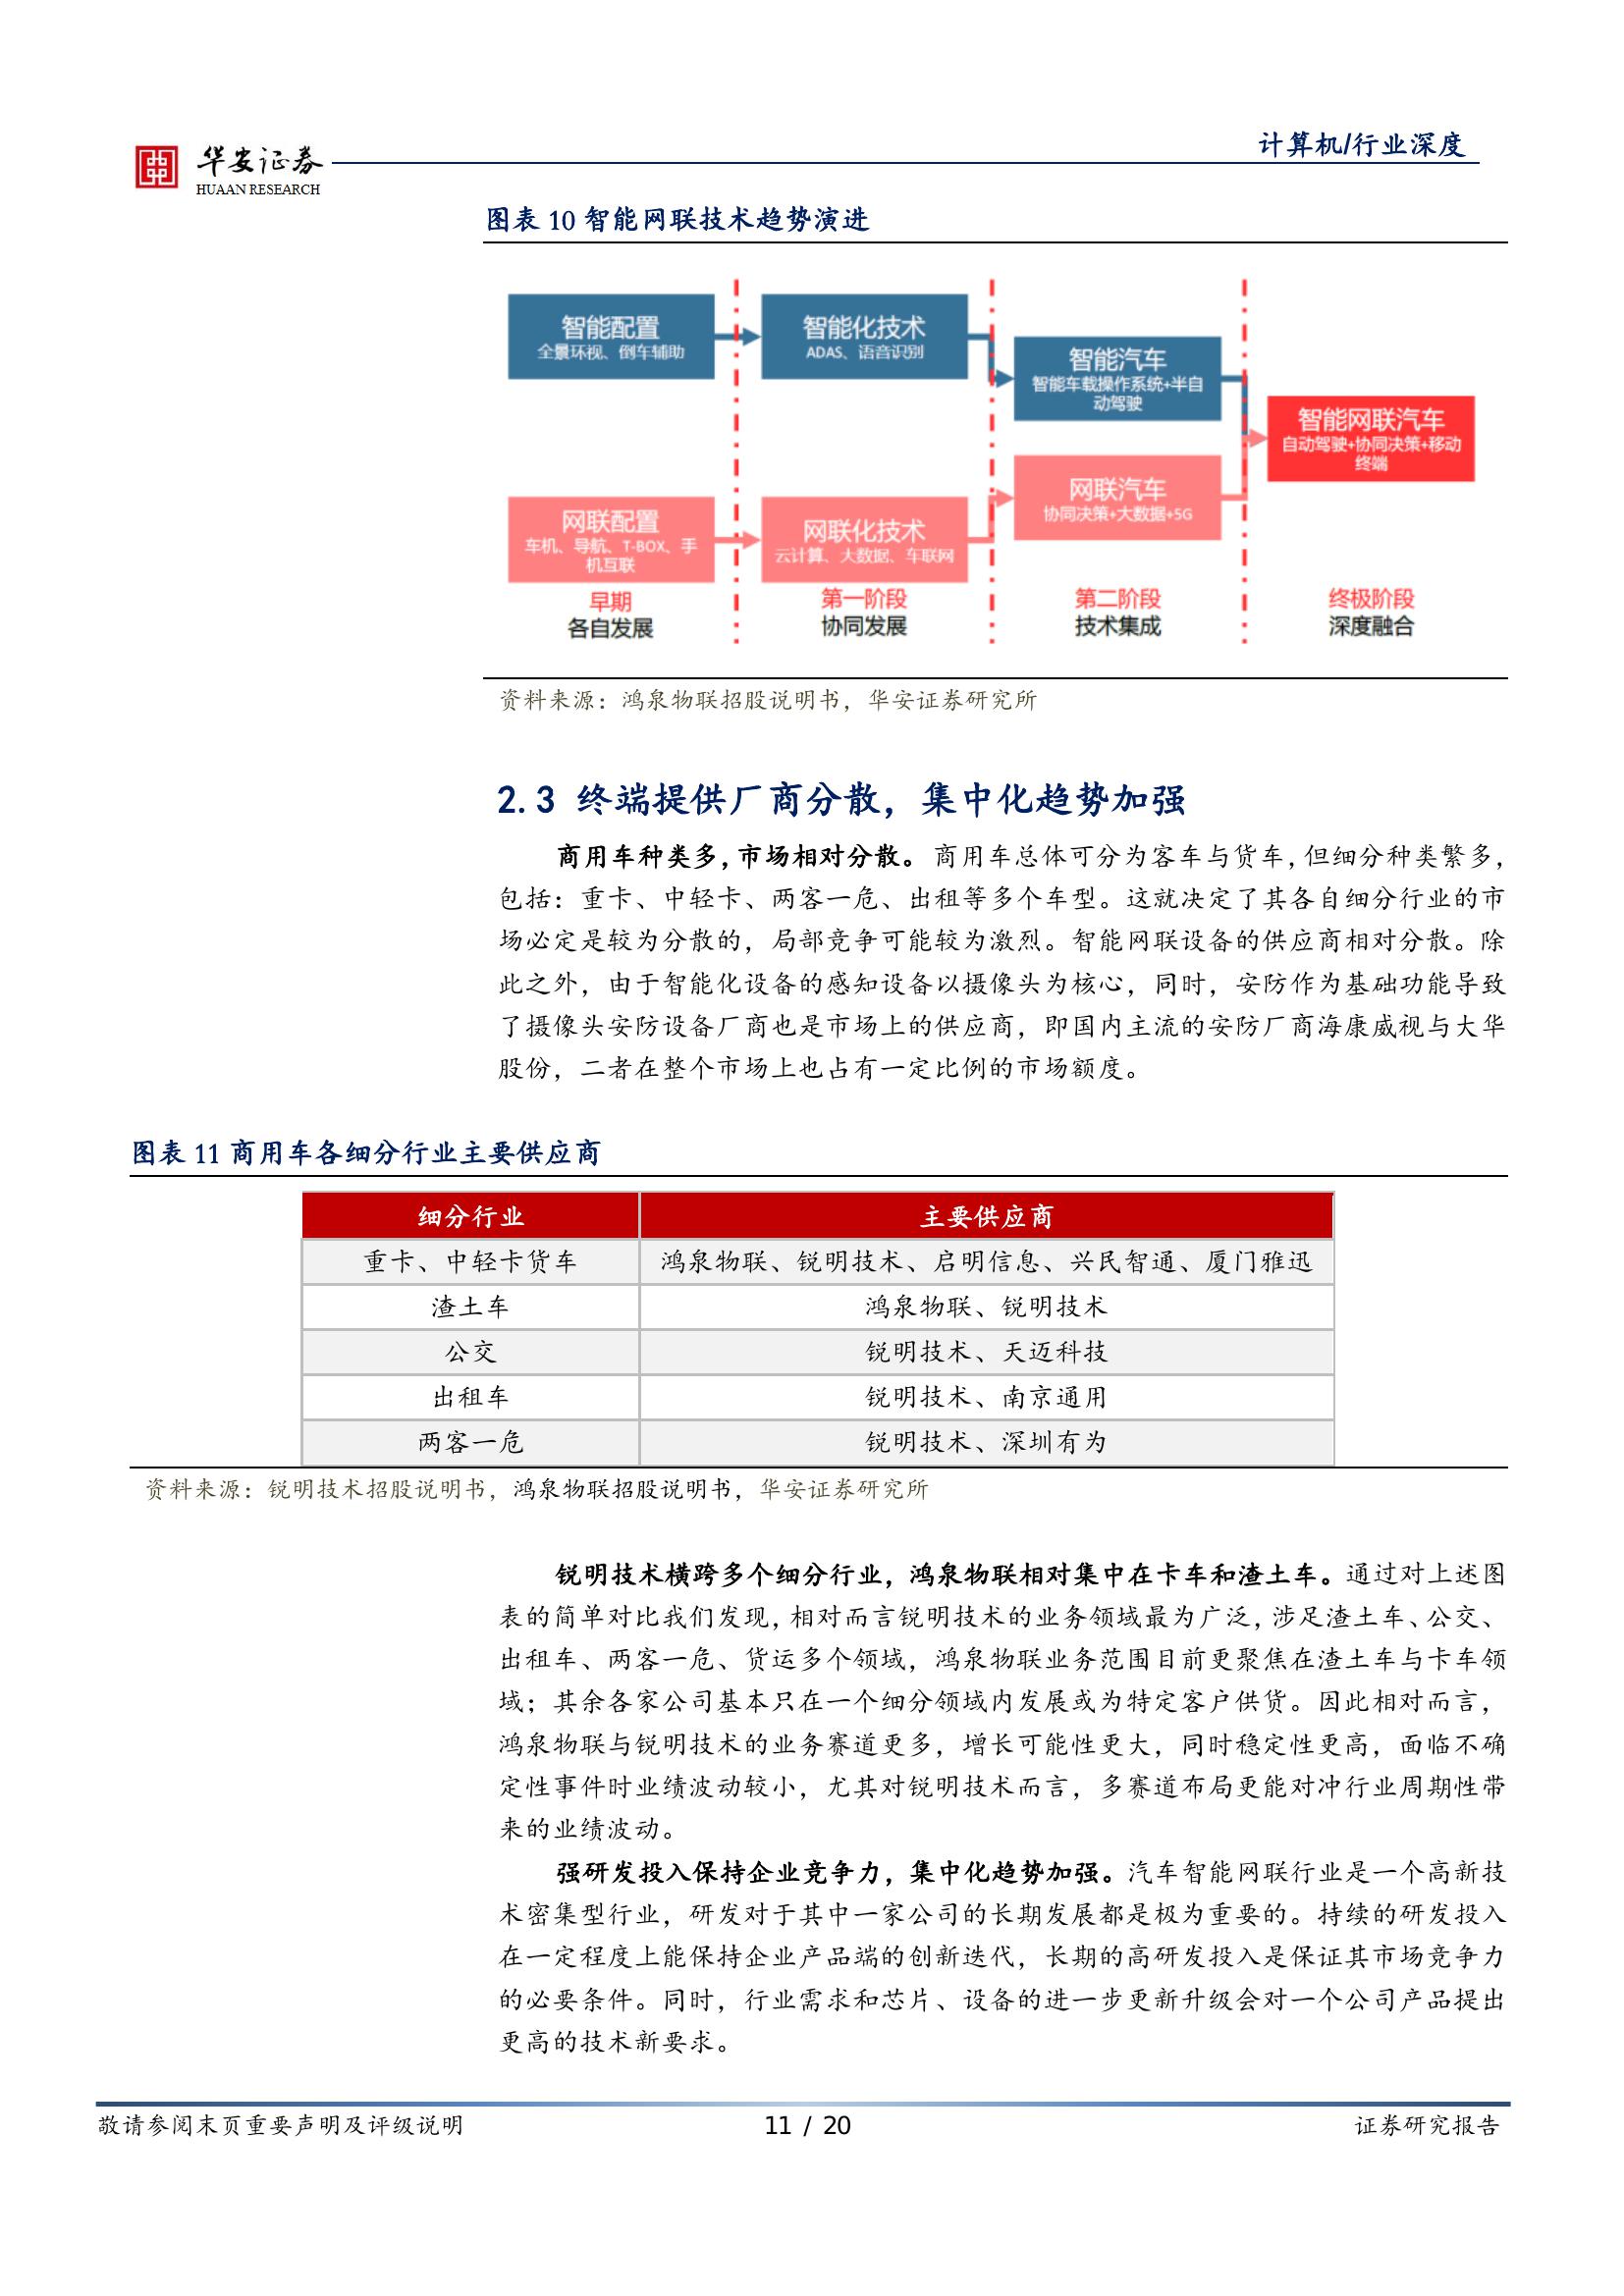 华安证券
HUAAN RESEARCH
计算机/行业深度
图表 10 智能网联技术趋势演进
智能配置
全景环视、倒车辅助
智能化技术
ADAS、语音识别
智能汽车
智能车载操作系统+半自
动驾驶
智能网联汽车
自动驾驶+协同决策+移动
终端
网联汽车
协同决策+大数据+5G
网联配置
车机、导航、T-BOX、手
机互联
网联化技术
云计算、大数据、车联网
早期
各自发展
第一阶段
协同发展
第二阶段
技术集成
终极阶段
深度融合
资料来源：鸿泉物联招股说明书，华安证券研究所
2.3 终端提供厂商分散，集中化趋势加强
商用车种类多，市场相对分散。商用车总体可分为客车与货车，但细分种类繁多，
包括：重卡、中轻卡、两客一危、出租等多个车型。这就决定了其各自细分行业的市
场必定是较为分散的，局部竞争可能较为激烈。智能网联设备的供应商相对分散。除
此之外，由于智能化设备的感知设备以摄像头为核心，同时，安防作为基础功能导致
了摄像头安防设备厂商也是市场上的供应商，即国内主流的安防厂商海康威视与大华
股份，二者在整个市场上也占有一定比例的市场额度。
图表 11 商用车各细分行业主要供应商
细分行业 主要供应商
重卡、中轻卡货车 鸿泉物联、锐明技术、启明信息、兴民智通、厦门雅迅
渣土车 鸿泉物联、锐明技术
公交 锐明技术、天迈科技
出租车 锐明技术、南京通用
两客一危 锐明技术、深圳有为
资料来源：锐明技术招股说明书，鸿泉物联招股说明书，华安证券研究所
锐明技术横跨多个细分行业，鸿泉物联相对集中在卡车和渣土车。通过对上述图
表的简单对比我们发现，相对而言锐明技术的业务领域最为广泛，涉足渣土车、公交、
出租车、两客一危、货运多个领域，鸿泉物联业务范围目前更聚焦在渣土车与卡车领
域；其余各家公司基本只在一个细分领域内发展或为特定客户供货。因此相对而言，
鸿泉物联与锐明技术的业务赛道更多，增长可能性更大，同时稳定性更高，面临不确
定性事件时业绩波动较小，尤其对锐明技术而言，多赛道布局更能对冲行业周期性带
来的业绩波动。
强研发投入保持企业竞争力，集中化趋势加强。汽车智能网联行业是一个高新技
术密集型行业，研发对于其中一家公司的长期发展都是极为重要的。持续的研发投入
在一定程度上能保持企业产品端的创新迭代，长期的高研发投入是保证其市场竞争力
的必要条件。同时，行业需求和芯片、设备的进一步更新升级会对一个公司产品提出
更高的技术新要求。
敬请参阅末页重要声明及评级说明 11 / 20 证券研究报告